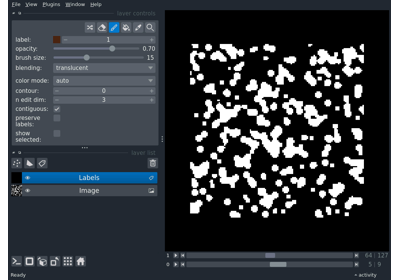 File View Plugins Window Help
layer controls
label: 1
opacity: 0.70
brush size: 15
blending: translucent
color mode: auto
contour: 0
n edit dim: 3
contiguous:
preserve
labels:
show
selected:
layer list
Labels
Image
1 64 127
0 5 9
Ready activity